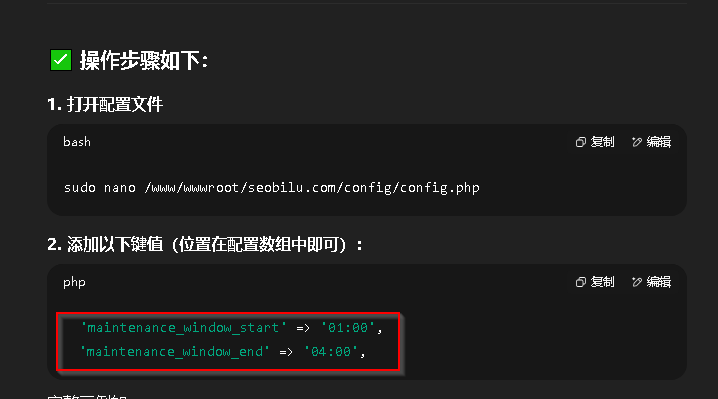 操作步骤如下：
1. 打开配置文件
bash
复制
编辑
sudo nano /www/wwwroot/seobilu.com/config/config.php
2. 添加以下键值（位置在配置数组中即可）：
php
复制
编辑
'maintenance_window_start' => '01:00',
'maintenance_window_end' => '04:00',